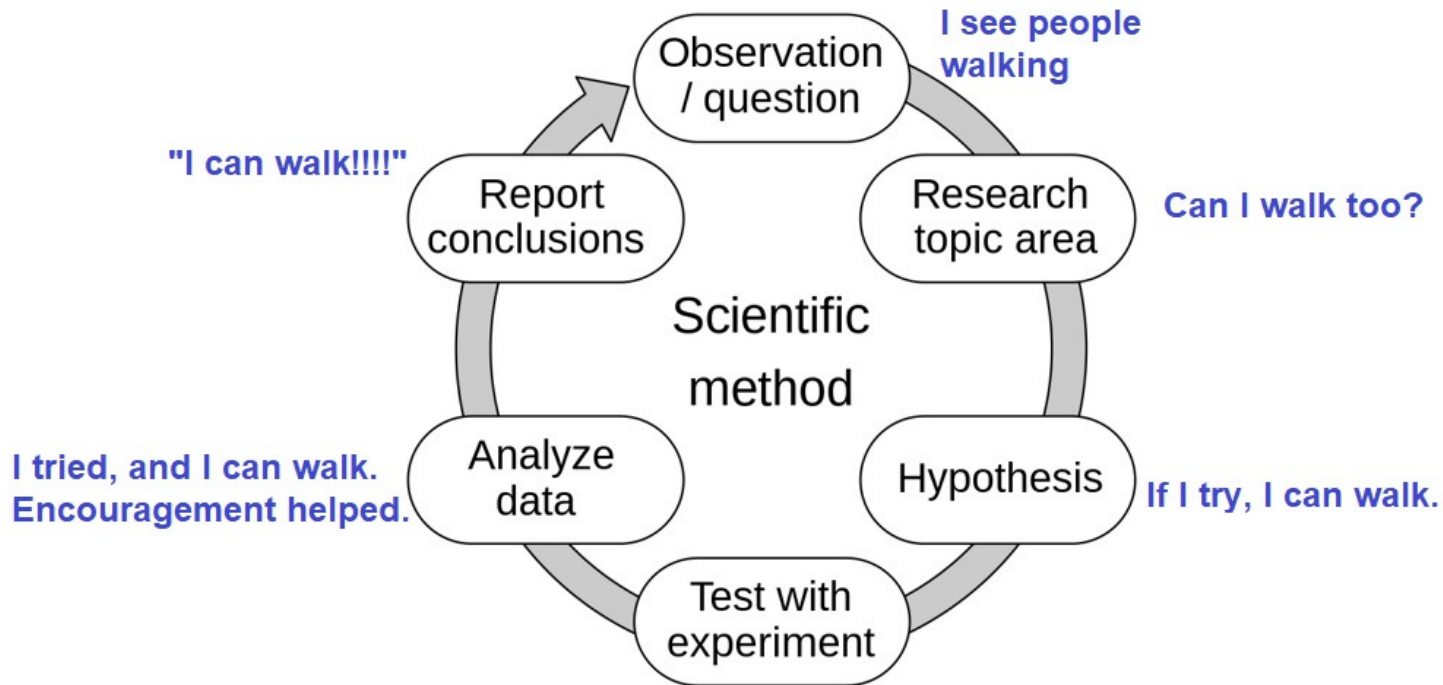 Observation
/ question
I see people
walking
Research
topic area
Can I walk too?
Hypothesis
If I try, I can walk.
Test with
experiment
Analyze
data
I tried, and I can walk.
Encouragement helped.
Report
conclusions
"I can walk!!!!"
Scientific
method